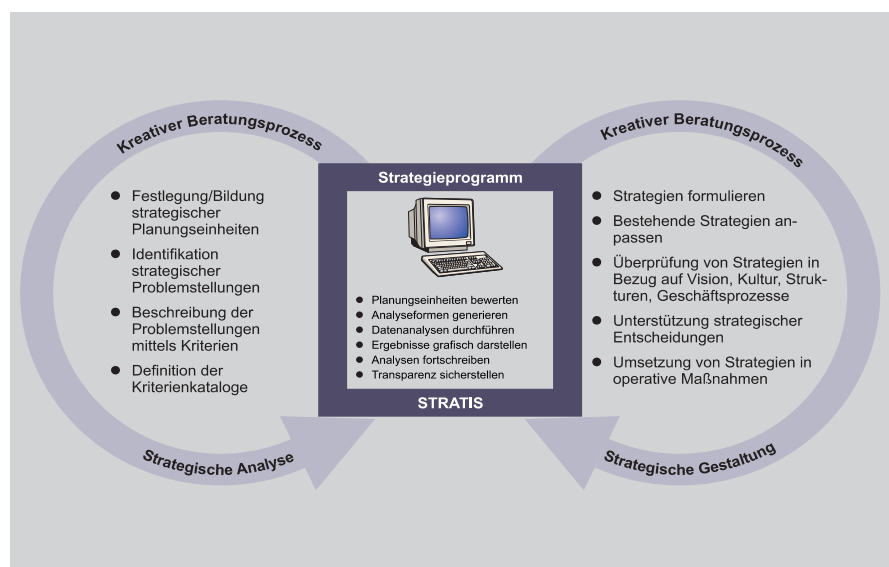 Kreativer Beratungsprozess
● Festlegung/Bildung
strategischer
Planungseinheiten
● Identifikation
strategischer
Problemstellungen
● Beschreibung der
Problemstellungen
mittels Kriterien
● Definition der
Kriterienkataloge
Strategische Analyse
Strategieprogramm
● Planungseinheiten bewerten
● Analyseformen generieren
● Datenanalysen durchführen
● Ergebnisse grafisch darstellen
● Analysen fortschreiben
● Transparenz sicherstellen
STRATIS
Kreativer Beratungsprozess
● Strategien formulieren
● Bestehende Strategien an-
passen
● Überprüfung von Strategien in
Bezug auf Vision, Kultur, Struk-
turen, Geschäftsprozesse
● Unterstützung strategischer
Entscheidungen
● Umsetzung von Strategien in
operative Maßnahmen
Strategische Gestaltung